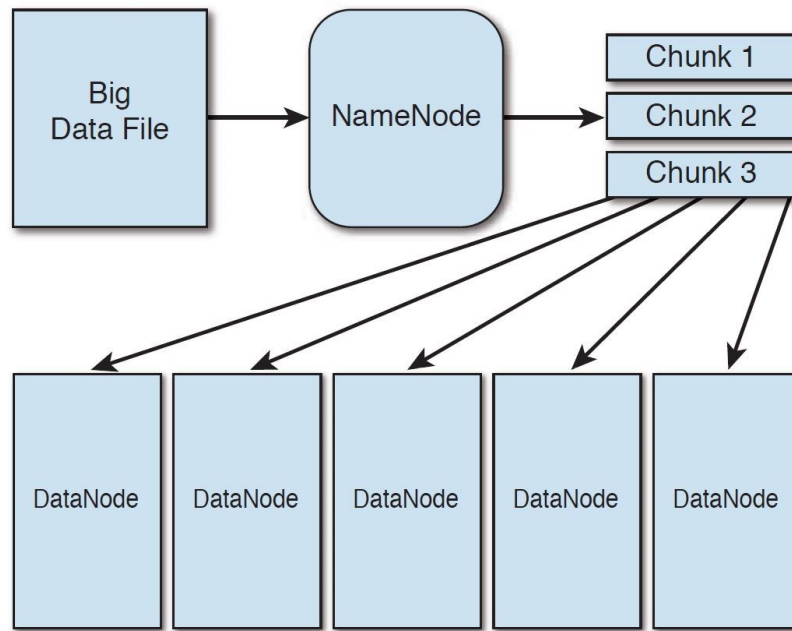 Big
Data File
NameNode
Chunk 1
Chunk 2
Chunk 3
DataNode
DataNode
DataNode
DataNode
DataNode